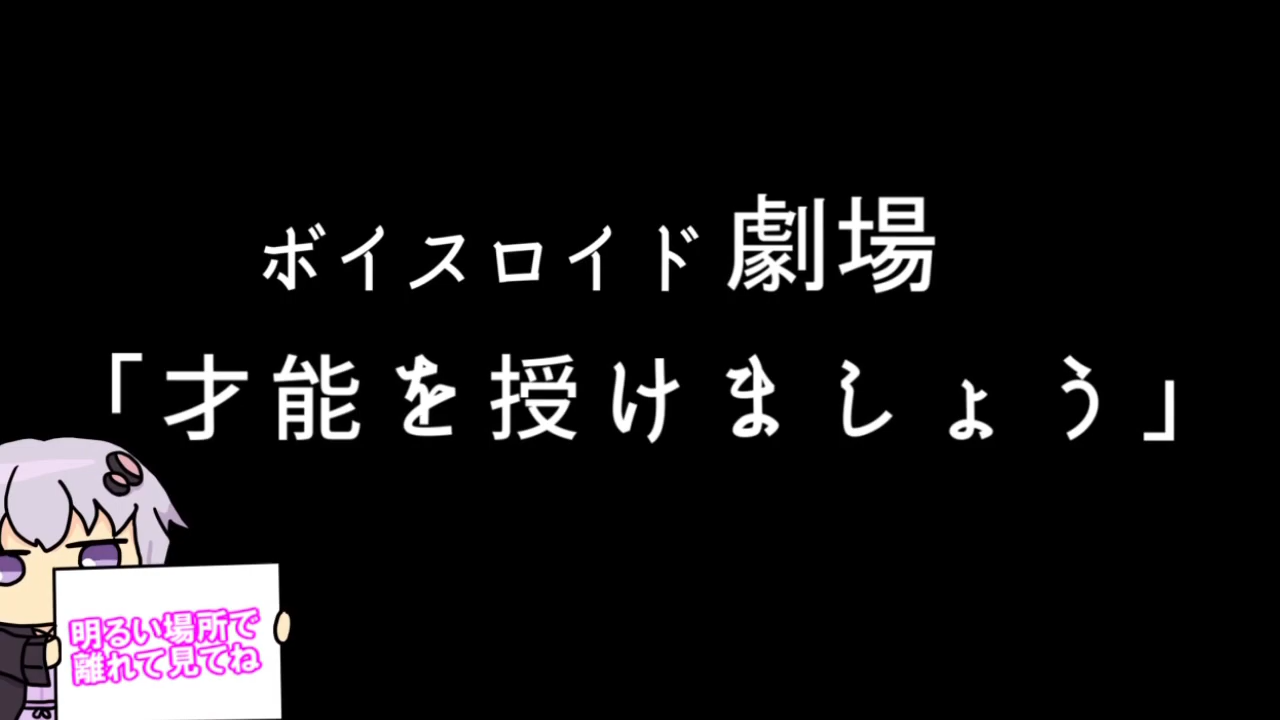 ボイスロイド劇場
「才能を授けましょう」
明るい場所で
離れて見てね